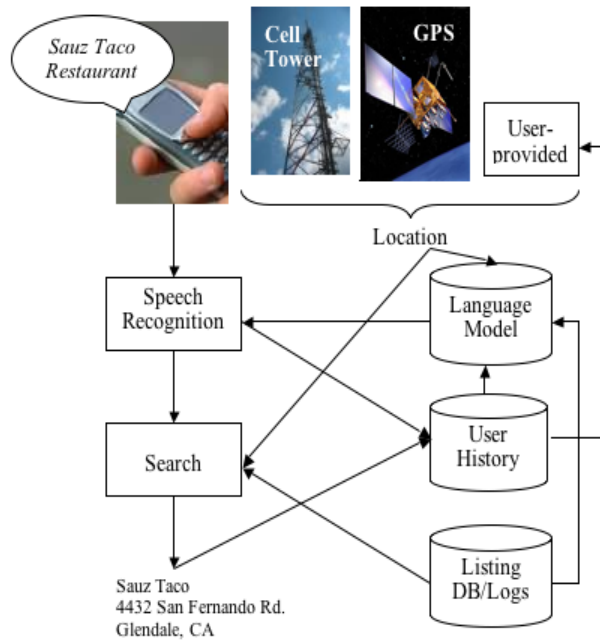 Sauz Taco
Restaurant
Cell
Tower
GPS
User-
provided
Location
Speech
Recognition
Language
Model
Search
User
History
Sauz Taco
4432 San Fernando Rd.
Glendale, CA
Listing
DB/Logs